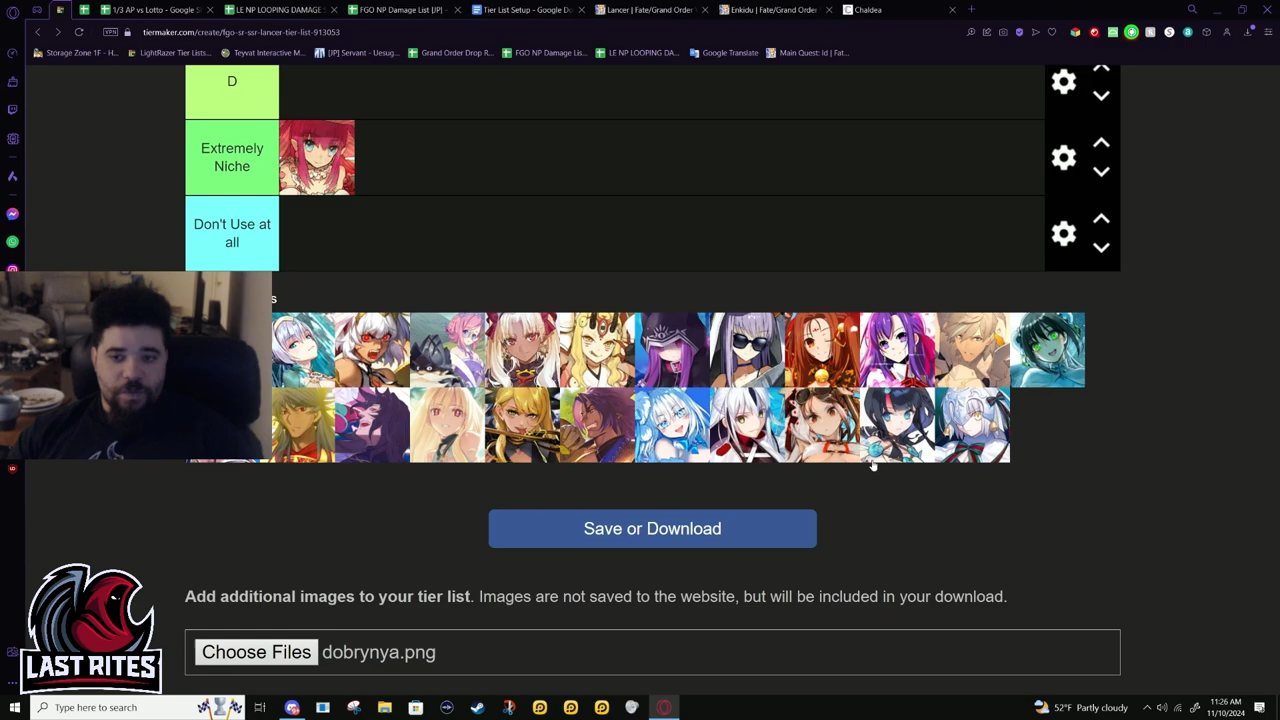 1/3 AP vs Lotto - Google S
LE NP LOOPING DAMAGE
FGO NP Damage List [JP] -
Tier List Setup - Google Do
Lancer | Fate/Grand Order
Enkidu | Fate/Grand Order
Chaldea
VPN
tiermaker.com/create/fgo-sr-ssr-lancer-tier-list-913053
Storage Zone 1F - H...
LightRazer Tier Lists...
Teyvat Interactive M...
[JP] Servant - Uesug...
Grand Order Drop R...
FGO NP Damage Lis...
LE NP LOOPING DA...
Google Translate
Main Quest: Id | Fat...
D
Extremely
Niche
Don't Use at
all
s
Save or Download
Add additional images to your tier list. Images are not saved to the website, but will be included in your download.
Choose Files
dobrynya.png
LAST RITES
Type here to search
52°F Partly cloudy
11:26 AM
11/10/2024